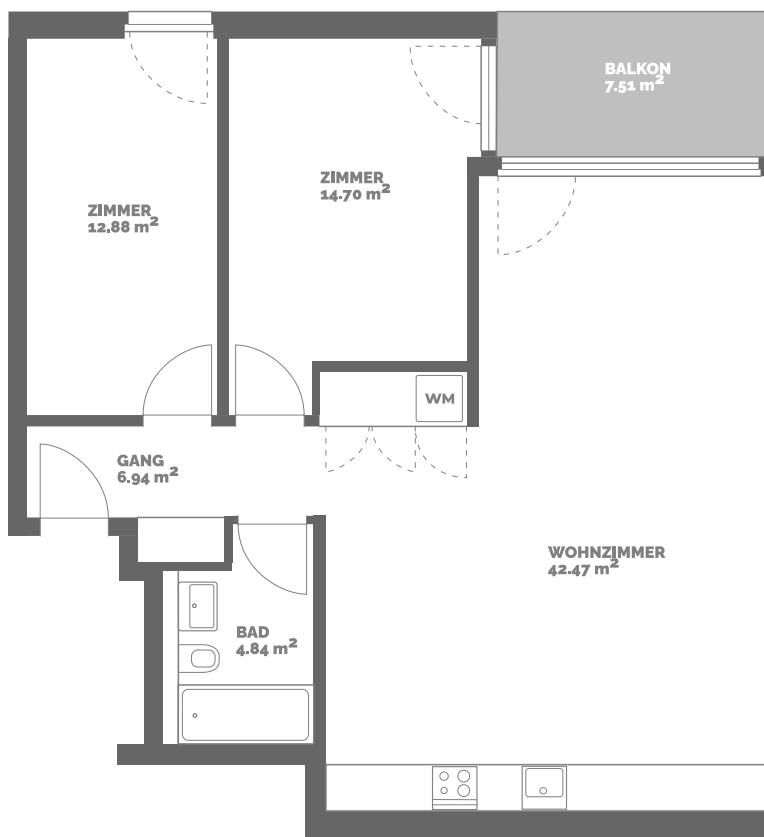 BALKON
7.51 m²
ZIMMER
14.70 m²
ZIMMER
12.88 m²
WM
GANG
6.94 m²
WOHNZIMMER
42.47 m²
BAD
4.84 m²